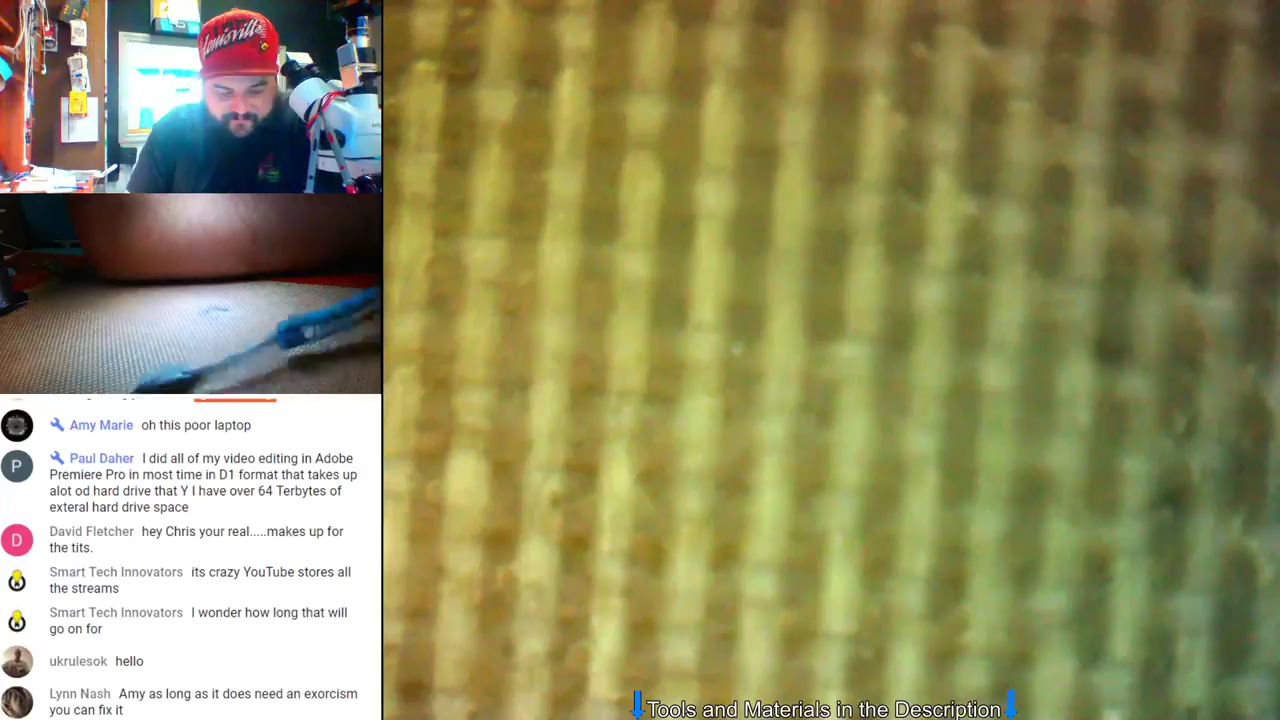 Louisville
Amy Marie oh this poor laptop
Paul Daher I did all of my video editing in Adobe
Premiere Pro in most time in D1 format that takes up
alot od hard drive that Y I have over 64 Terbytes of
exteral hard drive space
P
David Fletcher hey Chris your real.....makes up for
the tits.
D
Smart Tech Innovators its crazy YouTube stores all
the streams
Smart Tech Innovators I wonder how long that will
go on for
ukrulesok hello
Lynn Nash Amy as long as it does need an exorcism
you can fix it
Tools and Materials in the Description